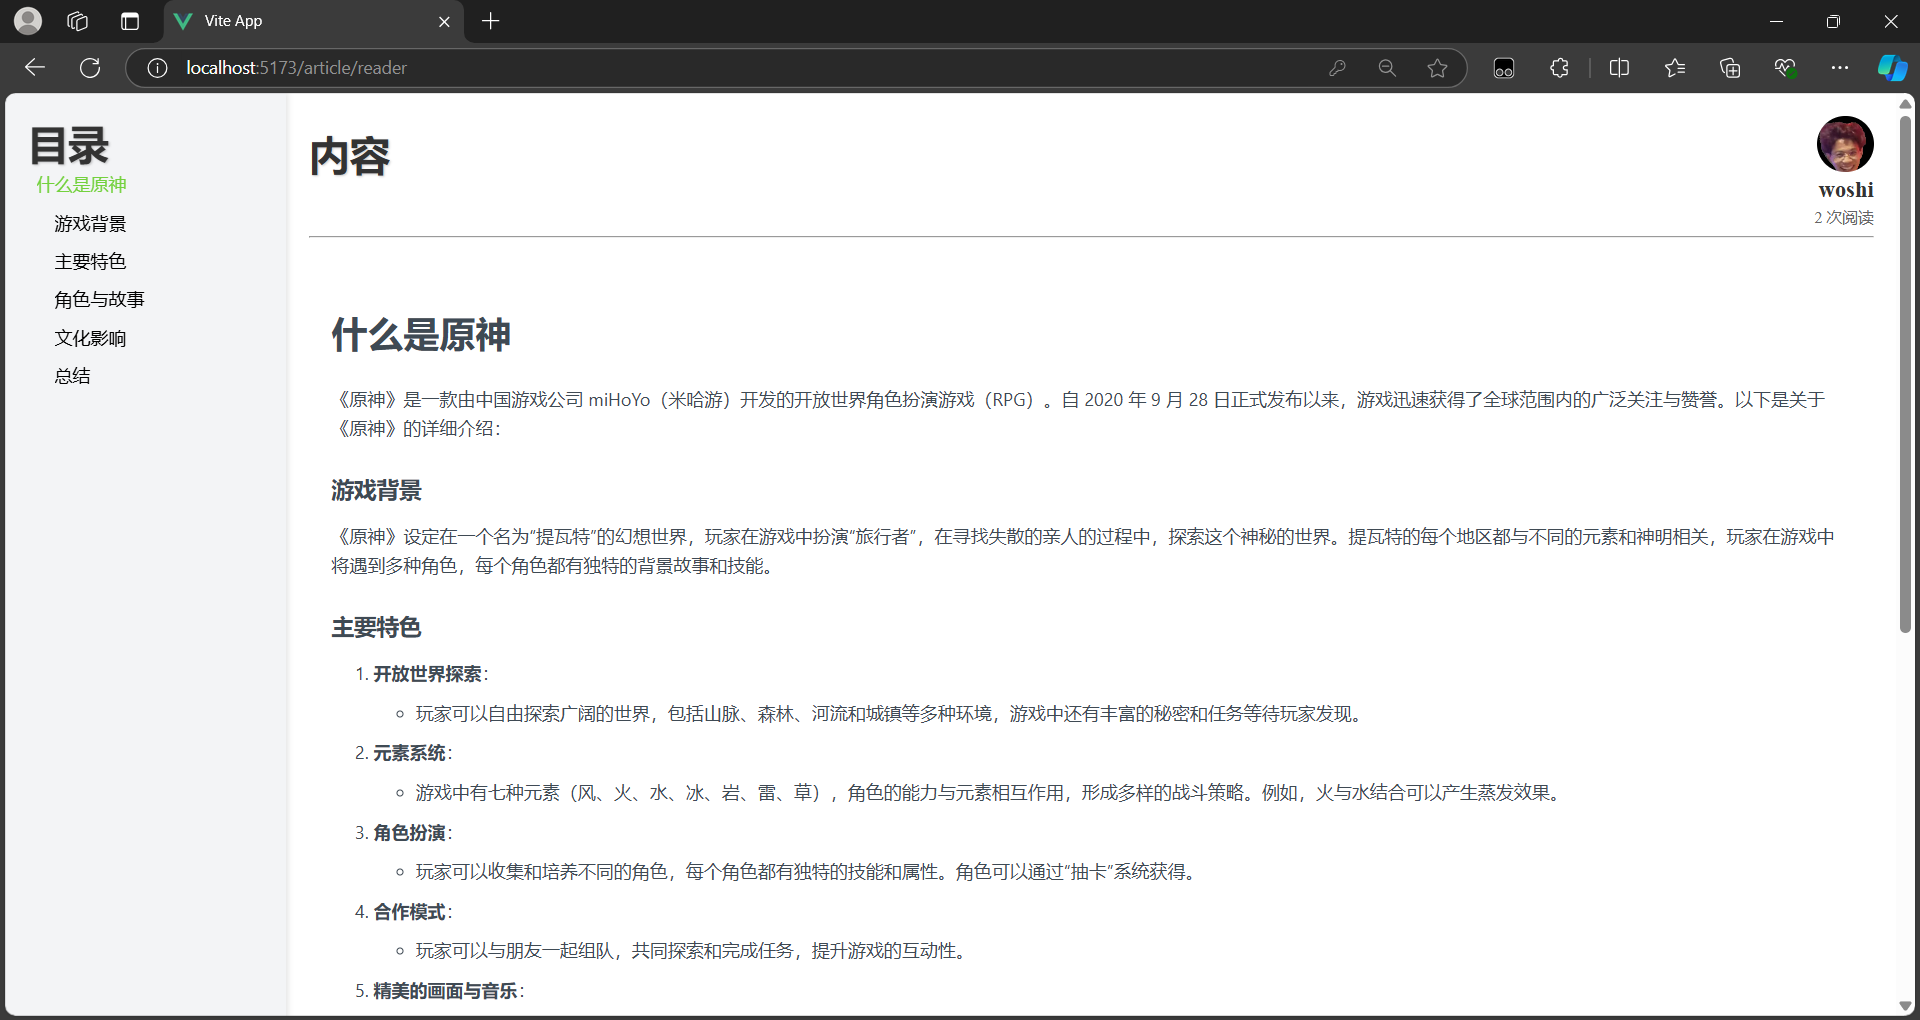 Vite App
localhost:5173/article/reader
目录
什么是原神
游戏背景
主要特色
角色与故事
文化影响
总结
内容
woshi
2 次阅读
什么是原神
《原神》是一款由中国游戏公司 miHoYo（米哈游）开发的开放世界角色扮演游戏（RPG）。自 2020 年 9 月 28 日正式发布以来，游戏迅速获得了全球范围内的广泛关注与赞誉。以下是关于
《原神》的详细介绍：
游戏背景
《原神》设定在一个名为“提瓦特”的幻想世界，玩家在游戏中扮演“旅行者”，在寻找失散的亲人的过程中，探索这个神秘的世界。提瓦特的每个地区都与不同的元素和神明相关，玩家在游戏中
将遇到多种角色，每个角色都有独特的背景故事和技能。
主要特色
1. 开放世界探索：
玩家可以自由探索广阔的世界，包括山脉、森林、河流和城镇等多种环境，游戏中还有丰富的秘密和任务等待玩家发现。
2. 元素系统：
游戏中有七种元素（风、火、水、冰、岩、雷、草），角色的能力与元素相互作用，形成多样的战斗策略。例如，火与水结合可以产生蒸发效果。
3. 角色扮演：
玩家可以收集和培养不同的角色，每个角色都有独特的技能和属性。角色可以通过“抽卡”系统获得。
4. 合作模式：
玩家可以与朋友一起组队，共同探索和完成任务，提升游戏的互动性。
5. 精美的画面与音乐：